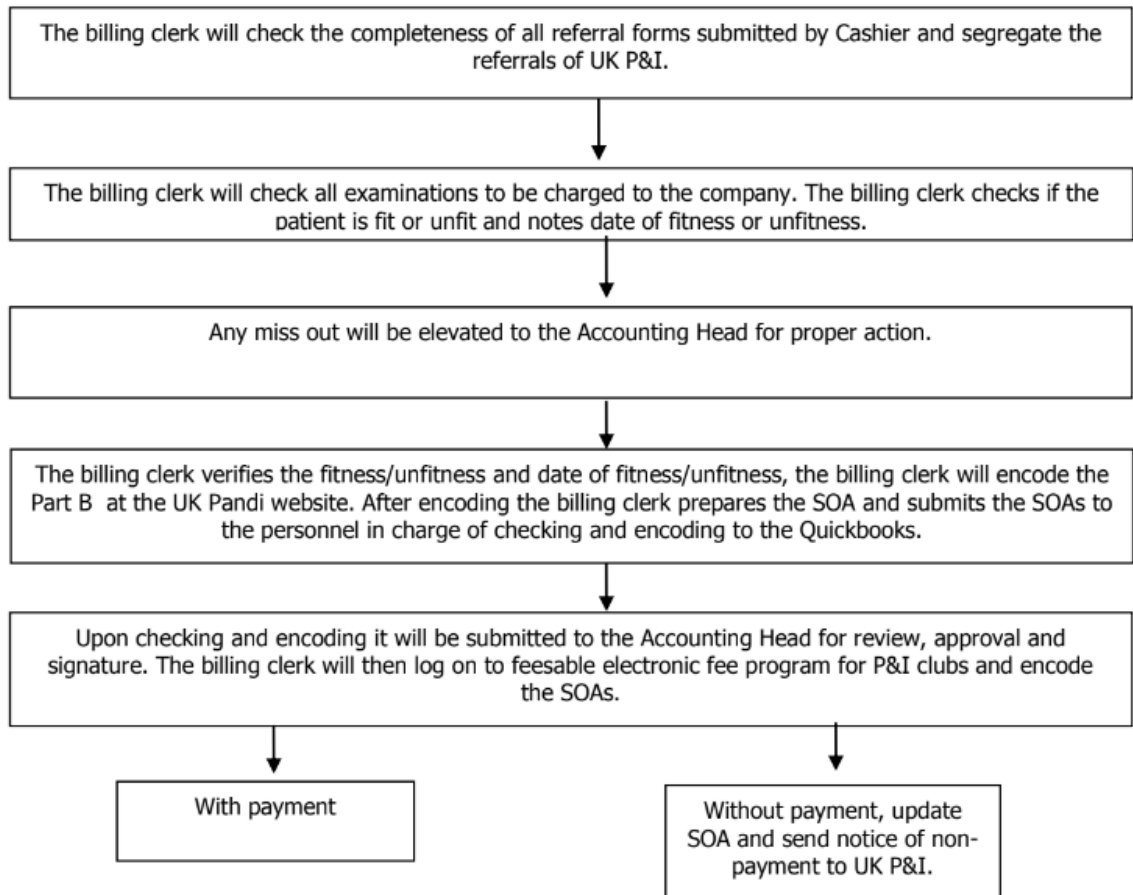 The billing clerk will check the completeness of all referral forms submitted by Cashier and segregate the
referrals of UK P&I.
The billing clerk will check all examinations to be charged to the company. The billing clerk checks if the
patient is fit or unfit and notes date of fitness or unfitness.
Any miss out will be elevated to the Accounting Head for proper action.
The billing clerk verifies the fitness/unfitness and date of fitness/unfitness, the billing clerk will encode the
Part B at the UK Pandi website. After encoding the billing clerk prepares the SOA and submits the SOAs to
the personnel in charge of checking and encoding to the Quickbooks.
Upon checking and encoding it will be submitted to the Accounting Head for review, approval and
signature. The billing clerk will then log on to feesable electronic fee program for P&I clubs and encode
the SOAs.
With payment
Without payment, update
SOA and send notice of non-
payment to UK P&I.